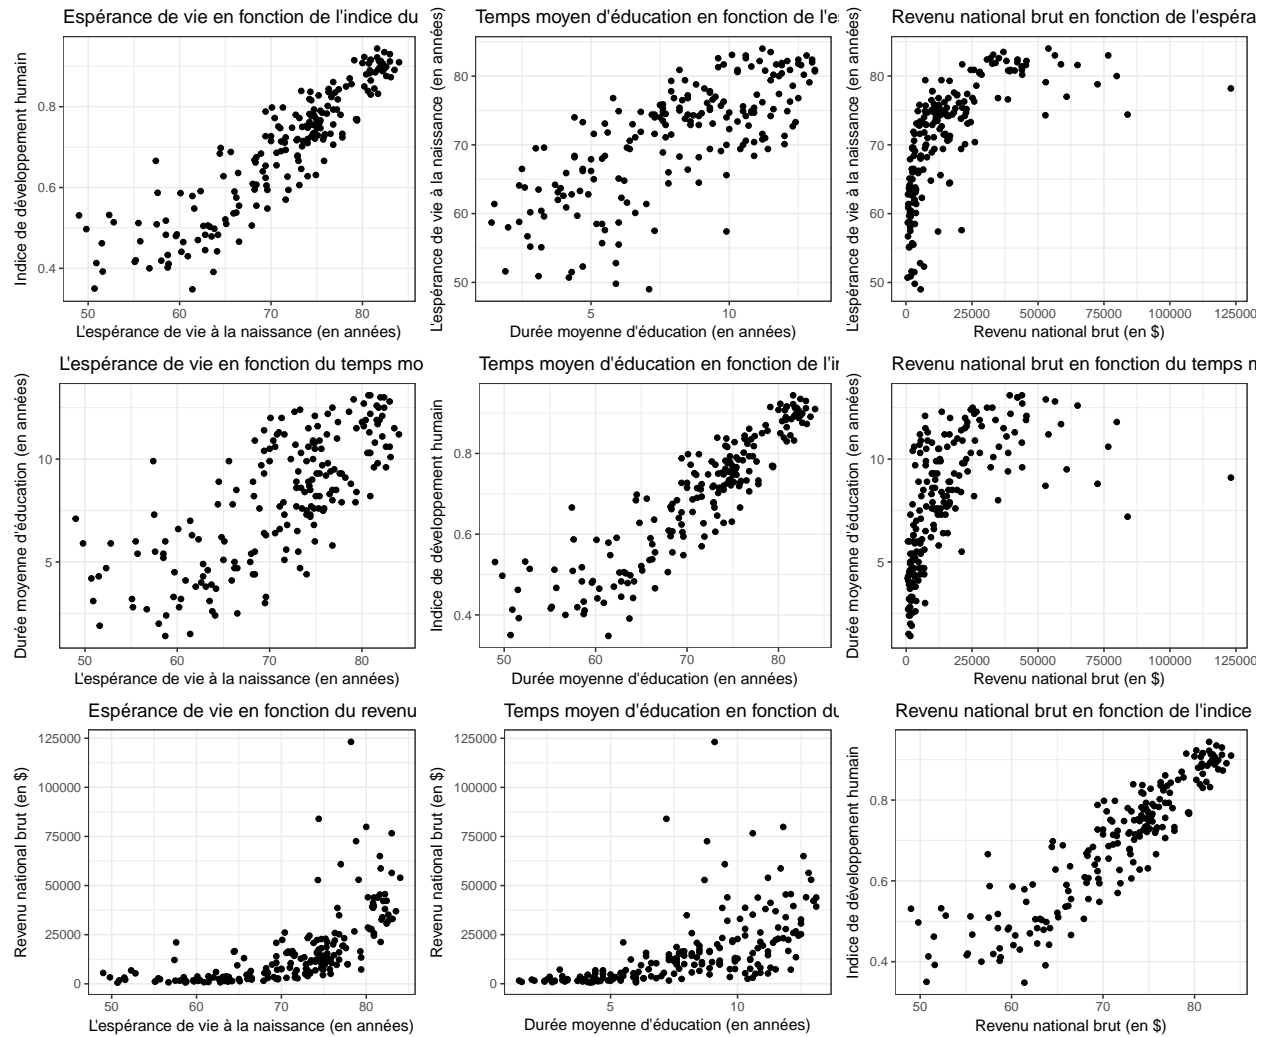 Espérance de vie en fonction de l'indice du
Indice de développement humain
0.8
0.6
0.4
50
60
70
80
L'espérance de vie à la naissance (en années)
Temps moyen d'éducation en fonction de l'es
L'espérance de vie à la naissance (en années)
80
70
60
50
5
10
Durée moyenne d'éducation (en années)
Revenu national brut en fonction de l'espéra
L'espérance de vie à la naissance (en années)
80
70
60
50
0
25000
50000
75000
100000
125000
Revenu national brut (en $)
L'espérance de vie en fonction du temps mo
Durée moyenne d'éducation (en années)
10
5
50
60
70
80
L'espérance de vie à la naissance (en années)
Temps moyen d'éducation en fonction de l'i
Indice de développement humain
0.8
0.6
0.4
50
60
70
80
Durée moyenne d'éducation (en années)
Revenu national brut en fonction du temps m
Durée moyenne d'éducation (en années)
10
5
0
25000
50000
75000
100000
125000
Revenu national brut (en $)
Espérance de vie en fonction du revenu
Revenu national brut (en $)
125000
100000
75000
50000
25000
0
50
60
70
80
L'espérance de vie à la naissance (en années)
Temps moyen d'éducation en fonction du
Revenu national brut (en $)
125000
100000
75000
50000
25000
0
5
10
Durée moyenne d'éducation (en années)
Revenu national brut en fonction de l'indice
Indice de développement humain
0.8
0.6
0.4
50
60
70
80
Revenu national brut (en $)